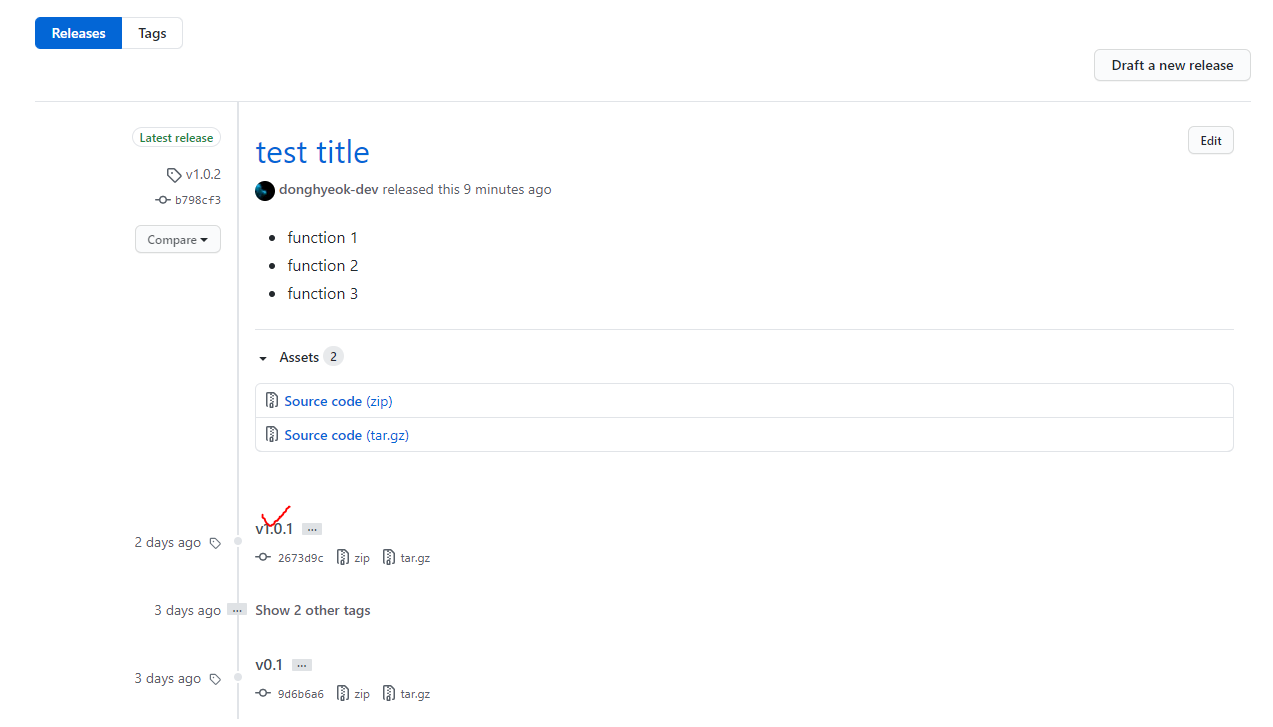 Releases Tags
Draft a new release
Latest release
test title
Edit
v1.0.2
donghyeok-dev released this 9 minutes ago
b798cf3
Compare
function 1
function 2
function 3
Assets 2
Source code (zip)
Source code (tar.gz)
v1.0.1 ...
2 days ago
2673d9c zip tar.gz
3 days ago ... Show 2 other tags
v0.1 ...
3 days ago
9d6b6a6 zip tar.gz